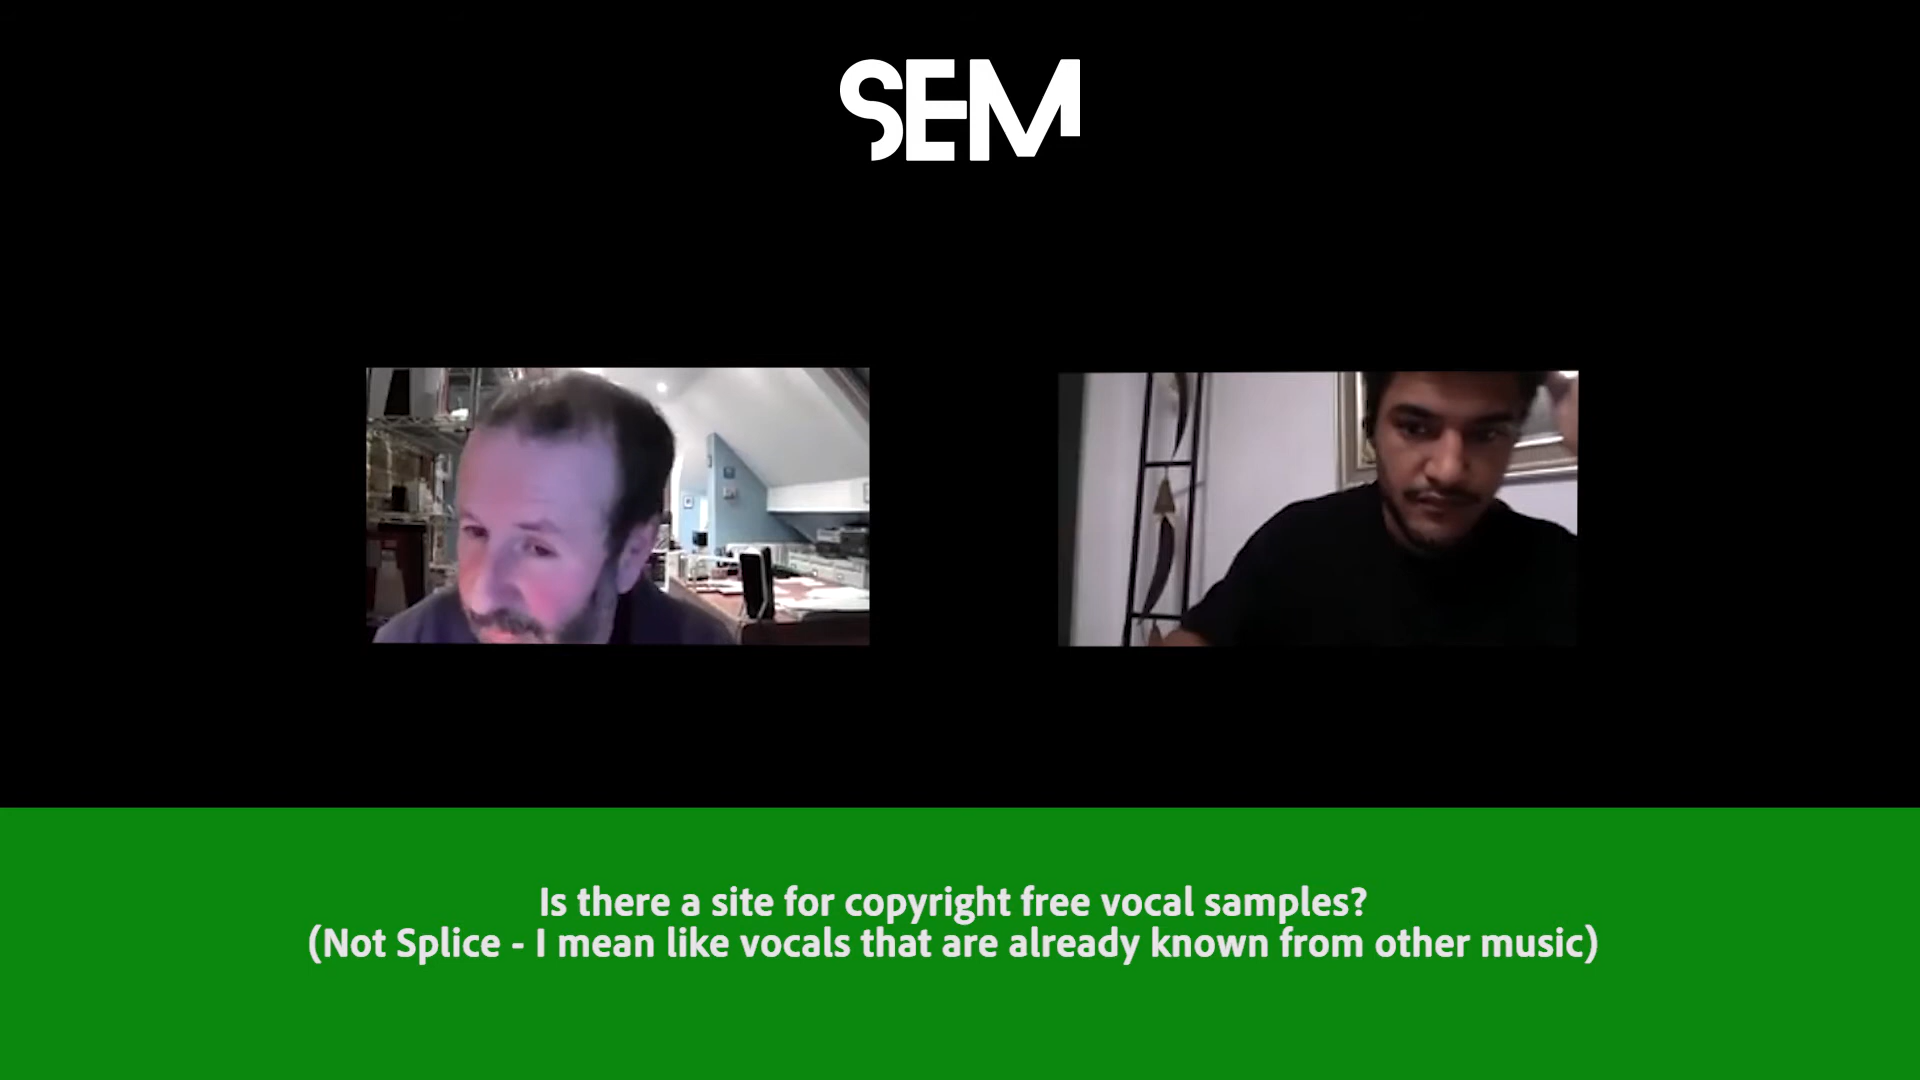 SEM
Is there a site for copyright free vocal samples?
(Not Splice - I mean like vocals that are already known from other music)